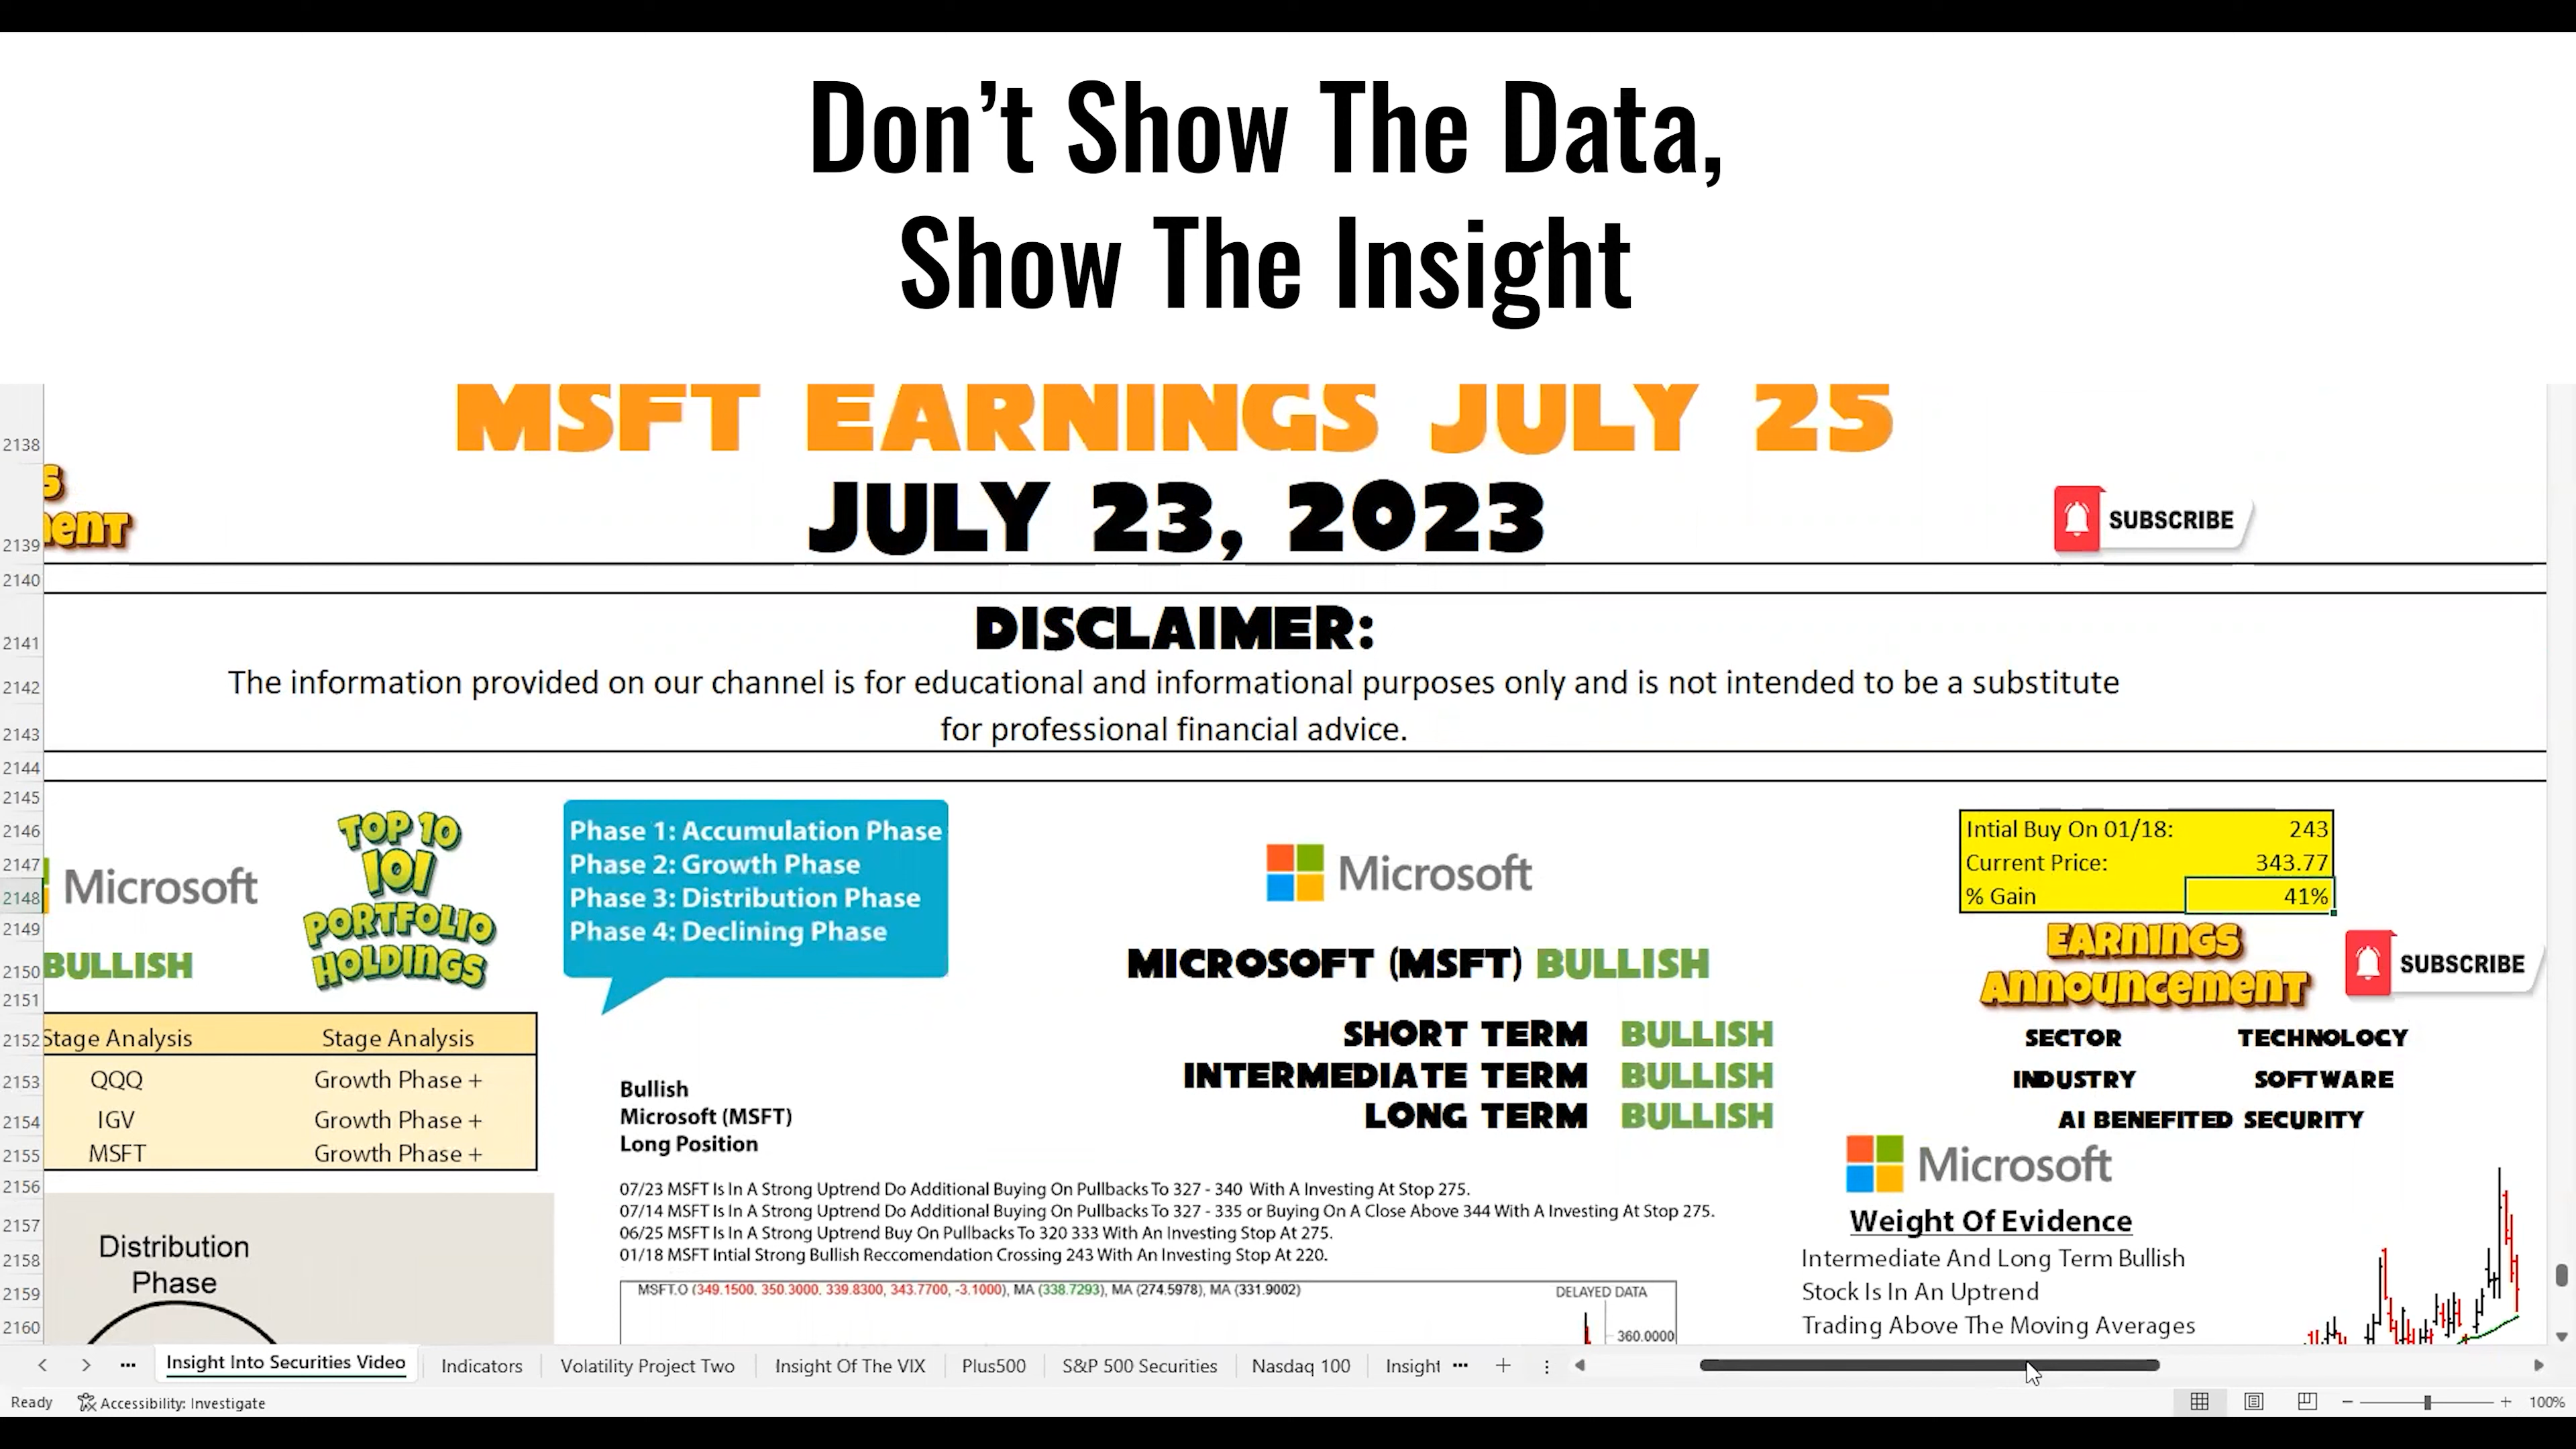 Don’t Show The Data,
Show The Insight
MSFT EARNINGS JULY 25
JULY 23, 2023
SUBSCRIBE
DISCLAIMER:
The information provided on our channel is for educational and informational purposes only and is not intended to be a substitute
for professional financial advice.
2138
2139
2140
2141
2142
2143
2144
2145
2146
2147
2148
2149
2150
2151
2152
2153
2154
2155
2156
2157
2158
2159
2160
Microsoft
BULLISH
TOP 10
101
PORTFOLIO
HOLDINGS
Stage Analysis Stage Analysis
QQQ Growth Phase +
IGV Growth Phase +
MSFT Growth Phase +
Distribution
Phase
Phase 1: Accumulation Phase
Phase 2: Growth Phase
Phase 3: Distribution Phase
Phase 4: Declining Phase
Microsoft
MICROSOFT (MSFT) BULLISH
SHORT TERM BULLISH
INTERMEDIATE TERM BULLISH
LONG TERM BULLISH
Bullish
Microsoft (MSFT)
Long Position
07/23 MSFT Is In A Strong Uptrend Do Additional Buying On Pullbacks To 327 - 340 With A Investing At Stop 275.
07/14 MSFT Is In A Strong Uptrend Do Additional Buying On Pullbacks To 327 - 335 or Buying On A Close Above 344 With A Investing At Stop 275.
06/25 MSFT Is In A Strong Uptrend Buy On Pullbacks To 320 333 With An Investing Stop At 275.
01/18 MSFT Intial Strong Bullish Reccomendation Crossing 243 With An Investing Stop At 220.
MSFT.O (349.1500, 350.3000, 339.8300, 343.7700, -3.1000), MA (338.7293), MA (274.5978), MA (331.9002)
DELAYED DATA
360.0000
Intial Buy On 01/18: 243
Current Price: 343.77
% Gain 41%
EARNINGS
ANNOUNCEMENT
SUBSCRIBE
SECTOR TECHNOLOGY
INDUSTRY SOFTWARE
AI BENEFITED SECURITY
Microsoft
Weight Of Evidence
Intermediate And Long Term Bullish
Stock Is In An Uptrend
Trading Above The Moving Averages
Insight Into Securities Video Indicators Volatility Project Two Insight Of The VIX Plus500 S&P 500 Securities Nasdaq 100 Insight
Ready Accessibility: Investigate 100%